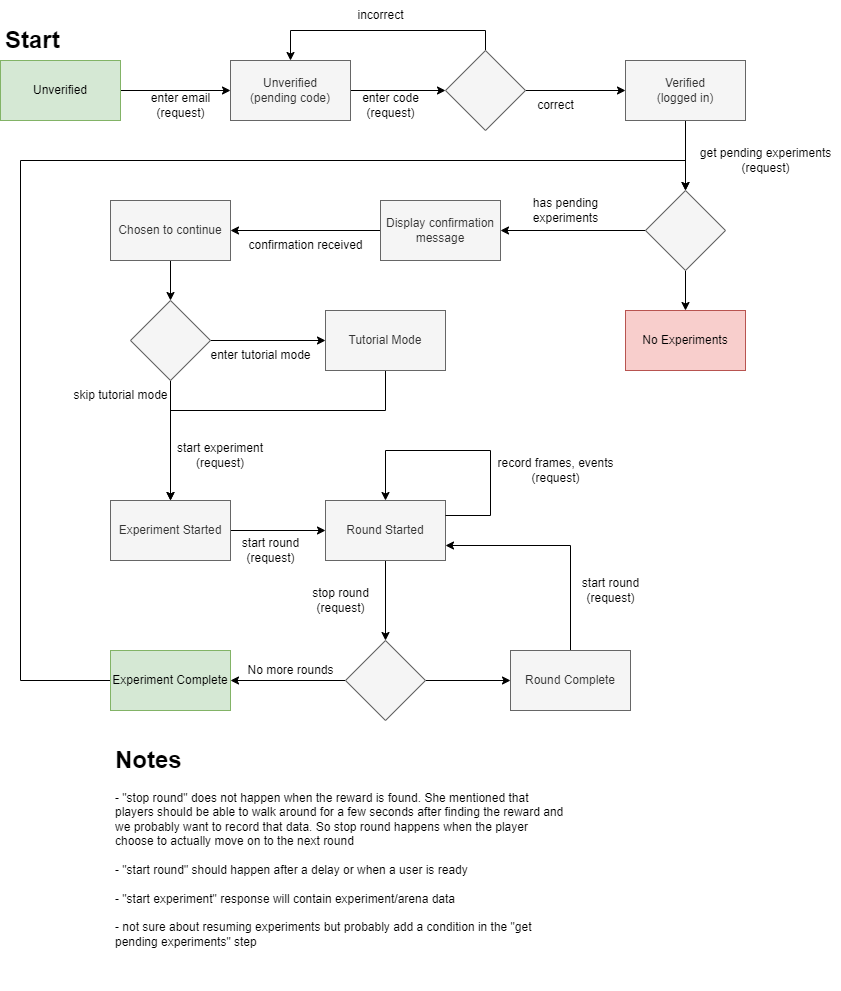 incorrect
Start
Unverified
enter email
(request)
Unverified
(pending code)
enter code
(request)
correct
Verified
(logged in)
get pending experiments
(request)
Chosen to continue
confirmation received
Display confirmation
message
has pending
experiments
No Experiments
enter tutorial mode
Tutorial Mode
skip tutorial mode
start experiment
(request)
record frames, events
(request)
Experiment Started
start round
(request)
Round Started
stop round
(request)
start round
(request)
Experiment Complete
No more rounds
Round Complete
Notes
- "stop round" does not happen when the reward is found. She mentioned that
players should be able to walk around for a few seconds after finding the reward and
we probably want to record that data. So stop round happens when the player
choose to actually move on to the next round
- "start round" should happen after a delay or when a user is ready
- "start experiment" response will contain experiment/arena data
- not sure about resuming experiments but probably add a condition in the "get
pending experiments" step